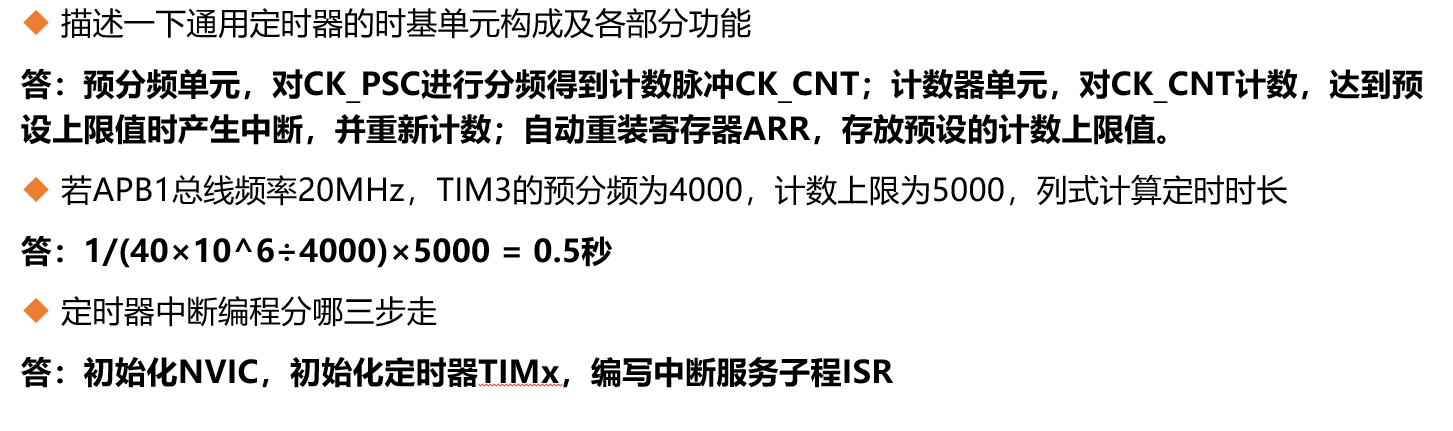 ◆ 描述一下通用定时器的时基单元构成及各部分功能
答：预分频单元，对CK_PSC进行分频得到计数脉冲CK_CNT；计数器单元，对CK_CNT计数，达到预
设上限值时产生中断，并重新计数；自动重装寄存器ARR，存放预设的计数上限值。
◆ 若APB1总线频率20MHz，TIM3的预分频为4000，计数上限为5000，列式计算定时时长
答：1/(40×10^6÷4000)×5000 = 0.5秒
◆ 定时器中断编程分哪三步走
答：初始化NVIC，初始化定时器TIMx，编写中断服务子程ISR